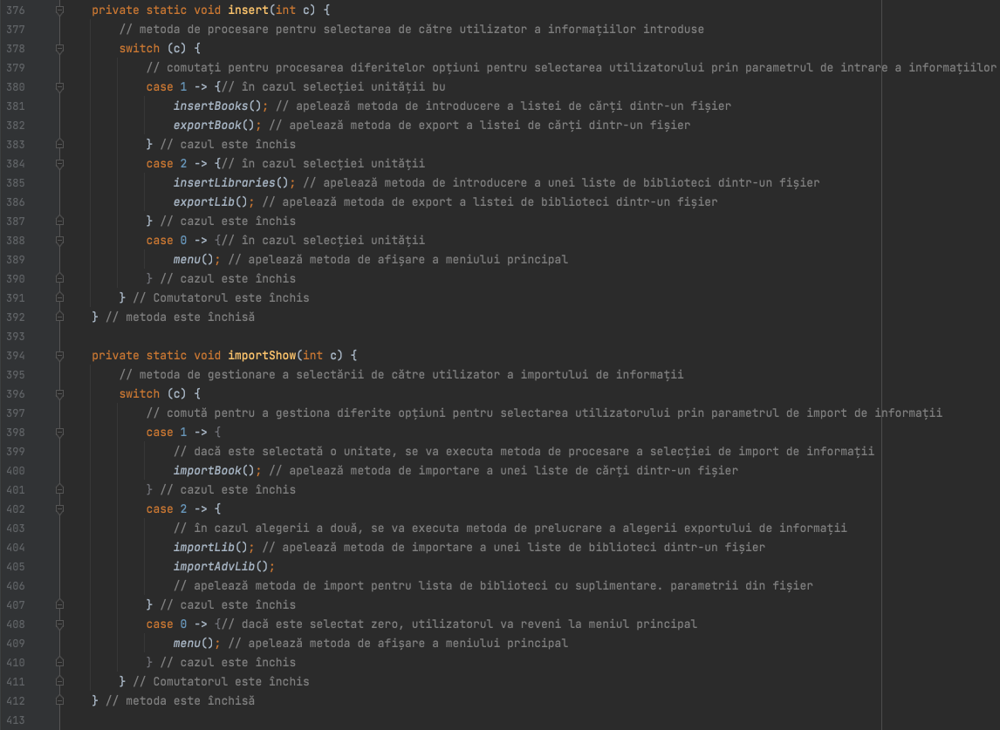 376 private static void insert(int c) {
377 // metoda de procesare pentru selectarea de către utilizator a informațiilor introduse
378 switch (c) {
379 // comutați pentru procesarea diferitelor opțiuni pentru selectarea utilizatorului prin parametrul de intrare a informațiilor
380 case 1 -> {// în cazul selecției unității bu
381 insertBooks(); // apelează metoda de introducere a listei de cărți dintr-un fișier
382 exportBook(); // apelează metoda de export a listei de cărți dintr-un fișier
383 } // cazul este închis
384 case 2 -> {// în cazul selecției unității
385 insertLibraries(); // apelează metoda de introducere a unei liste de biblioteci dintr-un fișier
386 exportLib(); // apelează metoda de export a listei de biblioteci dintr-un fișier
387 } // cazul este închis
388 case 0 -> {// în cazul selecției unității
389 menu(); // apelează metoda de afișare a meniului principal
390 } // cazul este închis
391 } // Comutatorul este închis
392 } // metoda este închisă
393
394 private static void importShow(int c) {
395 // metoda de gestionare a selectării de către utilizator a importului de informații
396 switch (c) {
397 // comută pentru a gestiona diferite opțiuni pentru selectarea utilizatorului prin parametrul de import de informații
398 case 1 -> {
399 // dacă este selectată o unitate, se va executa metoda de procesare a selecției de import de informații
400 importBook(); // apelează metoda de importare a unei liste de cărți dintr-un fișier
401 } // cazul este închis
402 case 2 -> {
403 // în cazul alegerii a două, se va executa metoda de prelucrare a alegerii exportului de informații
404 importLib(); // apelează metoda de importare a unei liste de biblioteci dintr-un fișier
405 importAdvLib();
406 // apelează metoda de import pentru lista de biblioteci cu suplimentare. parametrii din fișier
407 } // cazul este închis
408 case 0 -> {// dacă este selectat zero, utilizatorul va reveni la meniul principal
409 menu(); // apelează metoda de afișare a meniului principal
410 } // cazul este închis
411 } // Comutatorul este închis
412 } // metoda este închisă
413